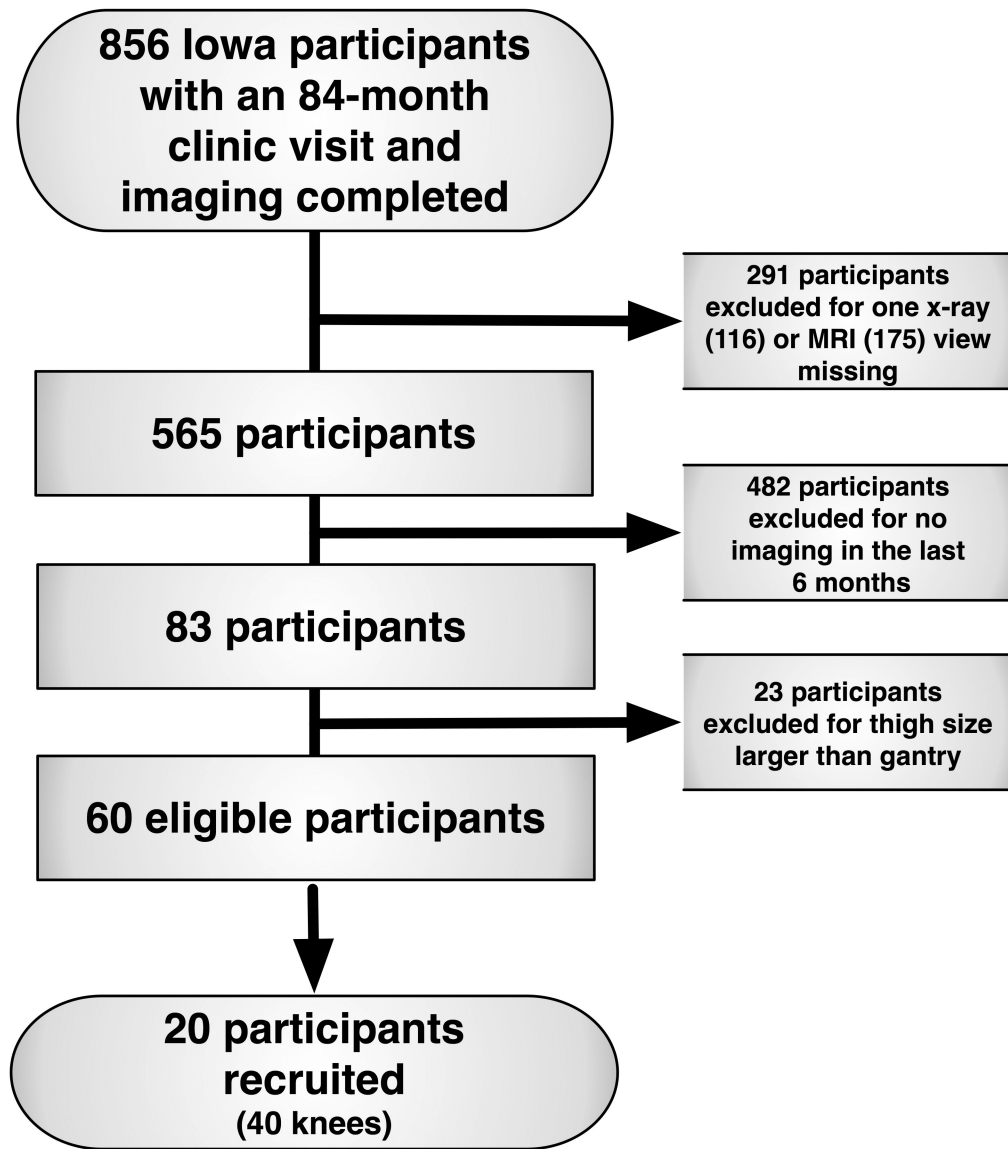 856 Iowa participants
with an 84-month
clinic visit and
imaging completed
291 participants
excluded for one x-ray
(116) or MRI (175) view
missing
565 participants
482 participants
excluded for no
imaging in the last
6 months
83 participants
23 participants
excluded for thigh size
larger than gantry
60 eligible participants
20 participants
recruited
(40 knees)